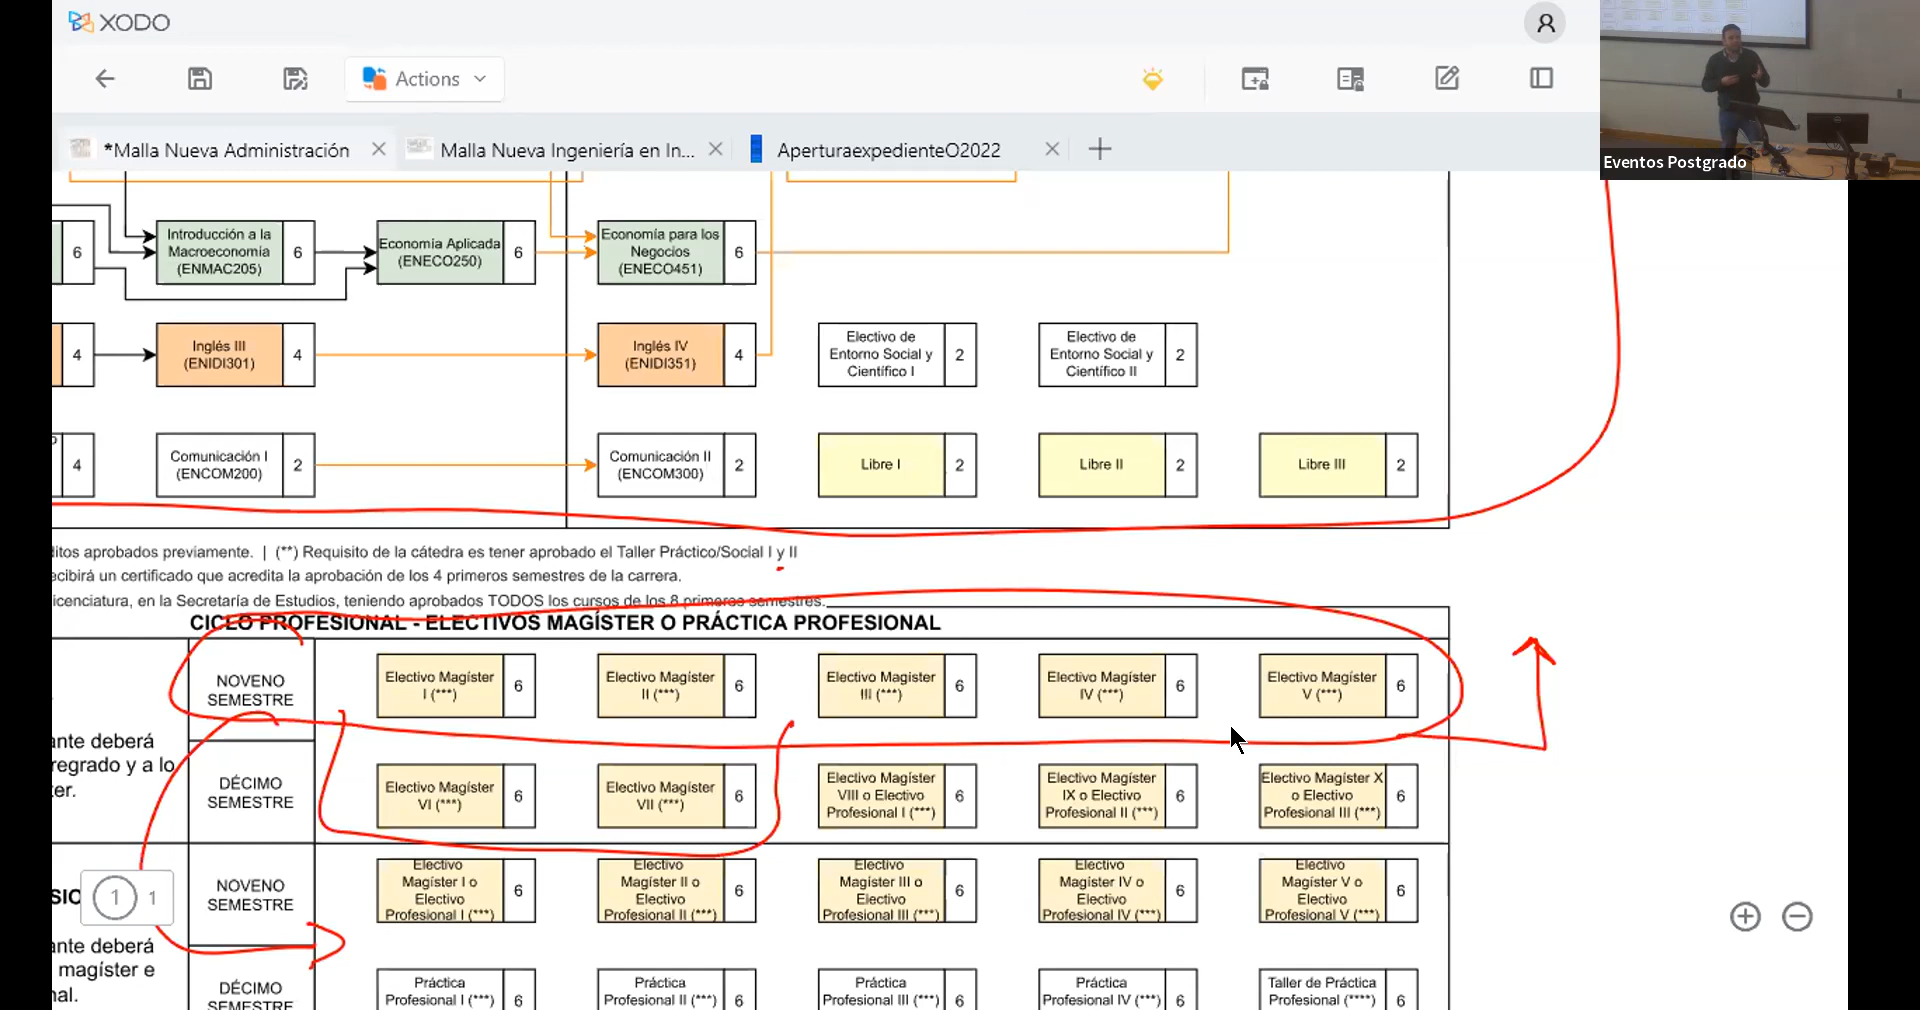 XODO
Actions
Eventos Postgrado
*Malla Nueva Administración
Malla Nueva Ingeniería en In...
AperturaexpedienteO2022
6
Introducción a la
Macroeconomía
(ENMAC205)
6
Economía Aplicada
(ENECO250)
6
Economía para los
Negocios
(ENECO451)
6
4
Inglés III
(ENIDI301)
4
Inglés IV
(ENIDI351)
4
Electivo de
Entorno Social y
Científico I
2
Electivo de
Entorno Social y
Científico II
2
4
Comunicación I
(ENCOM200)
2
Comunicación II
(ENCOM300)
2
Libre I
2
Libre II
2
Libre III
2
ditos aprobados previamente. | (**) Requisito de la cátedra es tener aprobado el Taller Práctico/Social I y II
ecibirá un certificado que acredita la aprobación de los 4 primeros semestres de la carrera.
icenciatura, en la Secretaría de Estudios, teniendo aprobados TODOS los cursos de los 8 primeros semestres.
CICLO PROFESIONAL - ELECTIVOS MAGÍSTER O PRÁCTICA PROFESIONAL
NOVENO
SEMESTRE
Electivo Magíster
I (***)
6
Electivo Magíster
II (***)
6
Electivo Magíster
III (***)
6
Electivo Magíster
IV (***)
6
Electivo Magíster
V (***)
6
ante deberá
regrado y a lo
ter.
DÉCIMO
SEMESTRE
Electivo Magíster
VI (***)
6
Electivo Magíster
VII (***)
6
Electivo Magíster
VIII o Electivo
Profesional I (***)
6
Electivo Magíster
IX o Electivo
Profesional II (***)
6
Electivo Magíster X
o Electivo
Profesional III (***)
6
SIO
1
1
NOVENO
SEMESTRE
Electivo
Magíster I o
Electivo
Profesional I (***)
6
Electivo
Magíster II o
Electivo
Profesional II (***)
6
Electivo
Magíster III o
Electivo
Profesional III (***)
6
Electivo
Magíster IV o
Electivo
Profesional IV (***)
6
Electivo
Magíster V o
Electivo
Profesional V (***)
6
ante deberá
magíster e
nal.
DÉCIMO
SEMESTRE
Práctica
Profesional I (***)
6
Práctica
Profesional II (***)
6
Práctica
Profesional III (***)
6
Práctica
Profesional IV (***)
6
Taller de Práctica
Profesional (****)
6